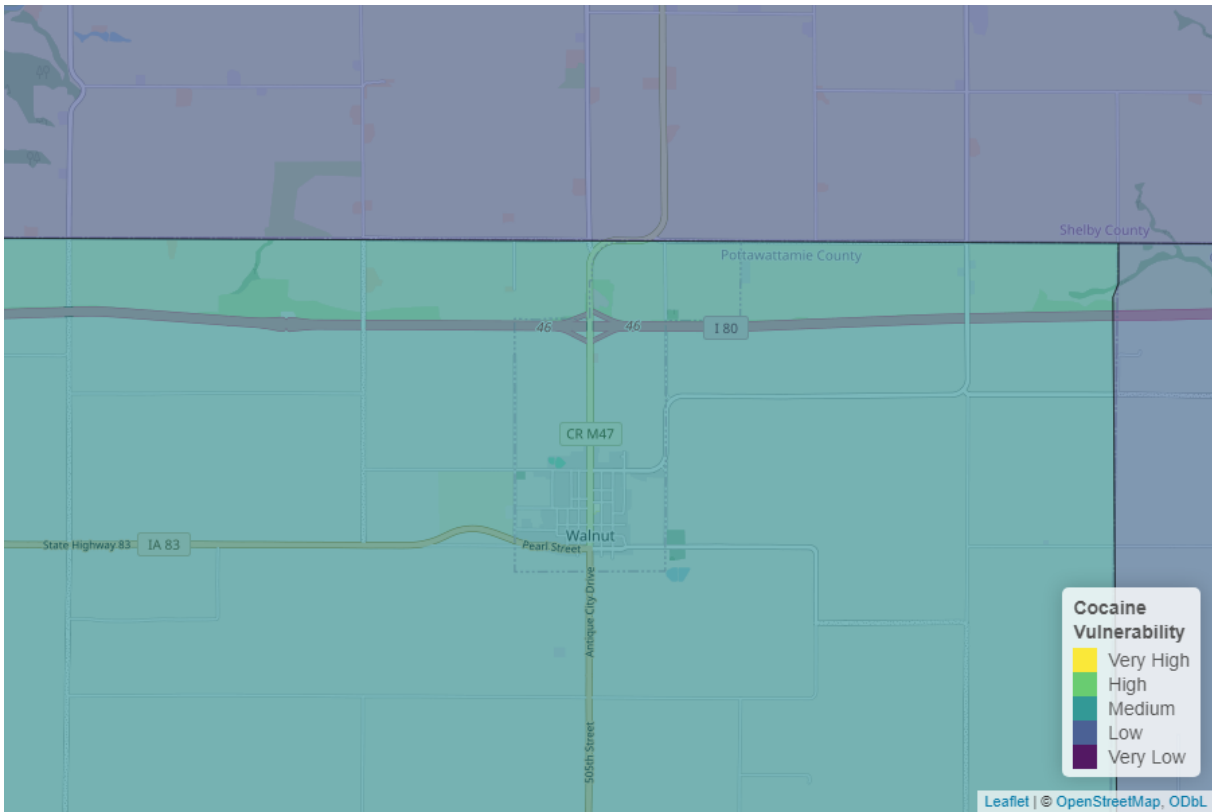 Shelby County
Pottawattamie County
46
46
I 80
CR M47
Walnut
State Highway 83
IA 83
Pearl Street
Antique City Drive
505th Street
Cocaine
Vulnerability
Very High
High
Medium
Low
Very Low
Leaflet | © OpenStreetMap, ODbL